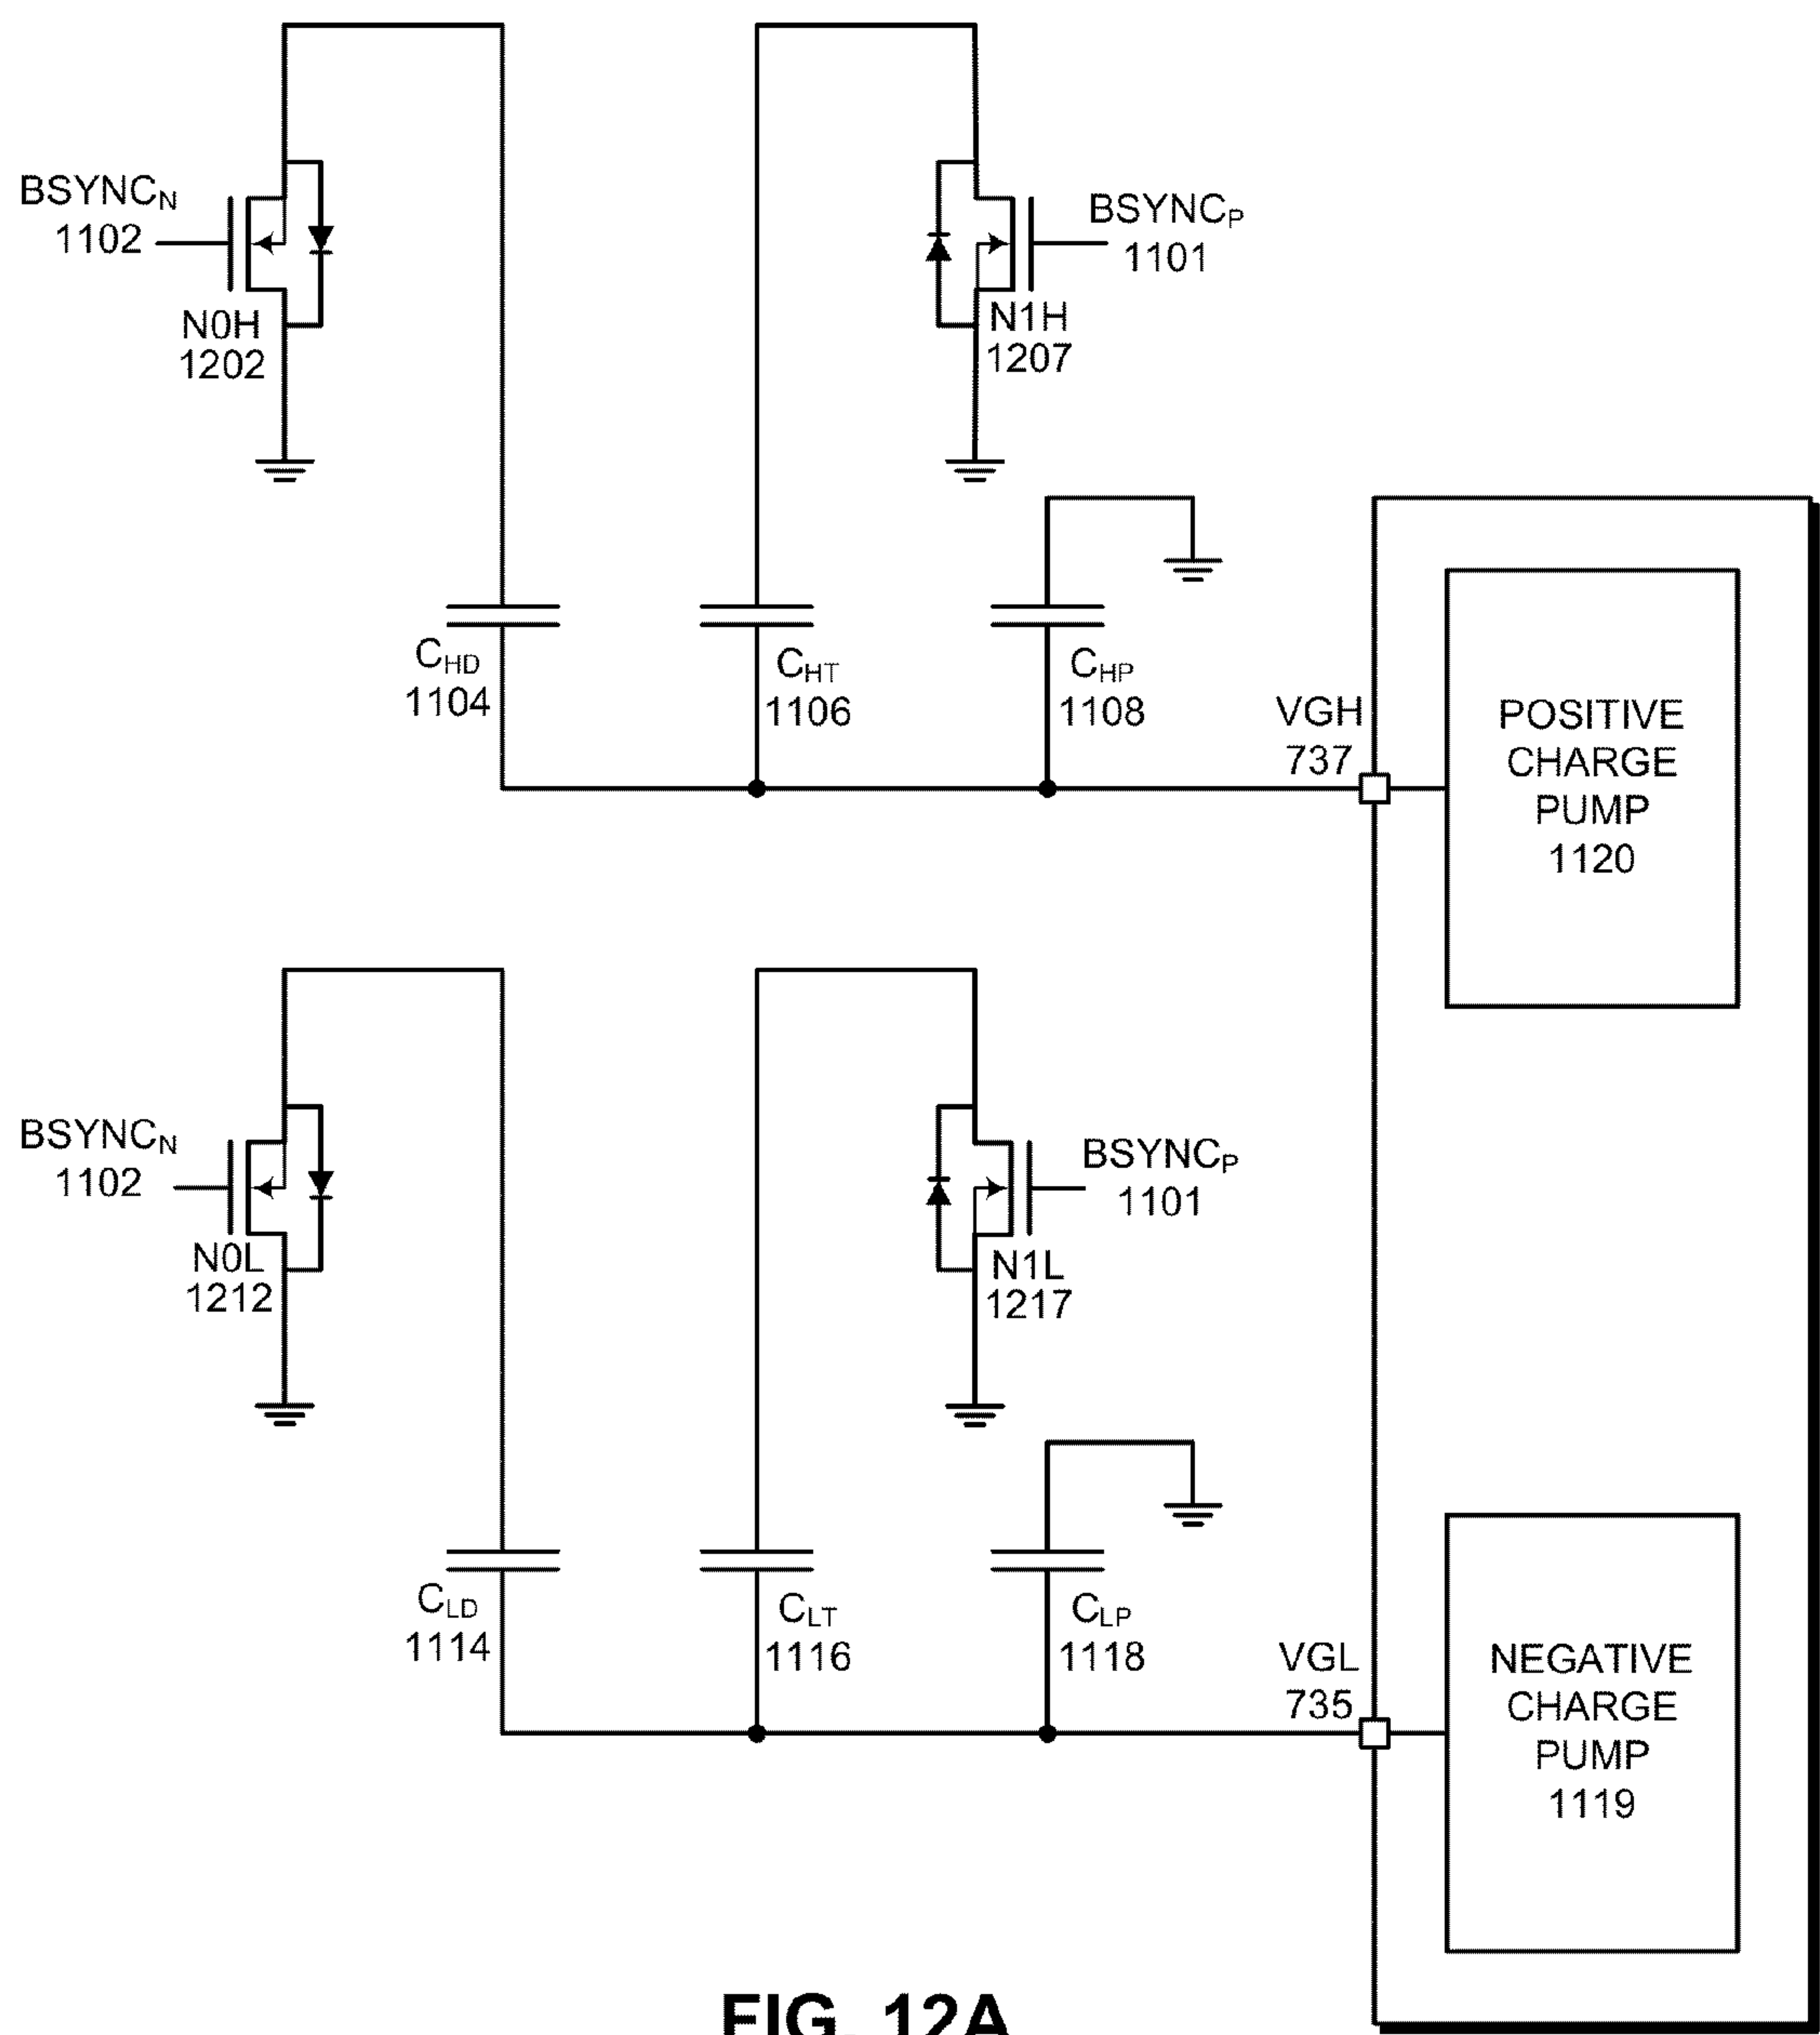 BSYNCN
1102
N0H
1202
BSYNCP
1101
N1H
1207
CHD
1104
CHT
1106
CHP
1108
VGH
737
POSITIVE
CHARGE
PUMP
1120
BSYNCN
1102
N0L
1212
BSYNCP
1101
N1L
1217
CLD
1114
CLT
1116
CLP
1118
VGL
735
NEGATIVE
CHARGE
PUMP
1119
FIG. 12A